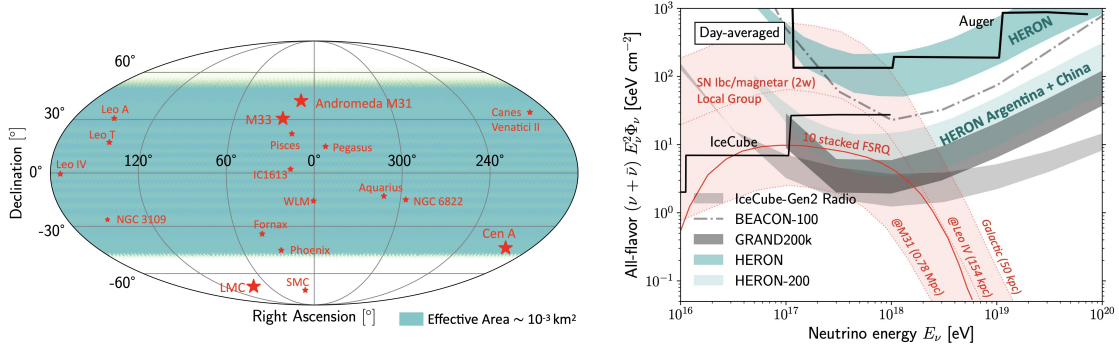 60°
30°
0°
-30°
-60°
Declination [°]
120°
60°
0°
300°
240°
Leo A
Leo T
Leo IV
NGC 3109
Andromeda M31
M33
Pisces
Pegasus
IC1613
WLM
Aquarius
NGC 6822
Fornax
Phoenix
Canes
Venatici II
Cen A
LMC
SMC
Right Ascension [°]
Effective Area ~ 10⁻³ km²
All-flavor (ν + ν̄) E²ᵥΦᵥ [GeV cm⁻²]
10³
10²
10¹
10⁰
10⁻¹
Day-averaged
Auger
HERON
SN Ibc/magnetar (2w)
Local Group
HERON Argentina + China
IceCube
10 stacked FSRQ
IceCube-Gen2 Radio
BEACON-100
GRAND200k
HERON
HERON-200
@M31 (0.78 Mpc)
@Leo IV (154 kpc)
Galactic (50 kpc)
10¹⁶
10¹⁷
10¹⁸
10¹⁹
10²⁰
Neutrino energy Eᵥ [eV]